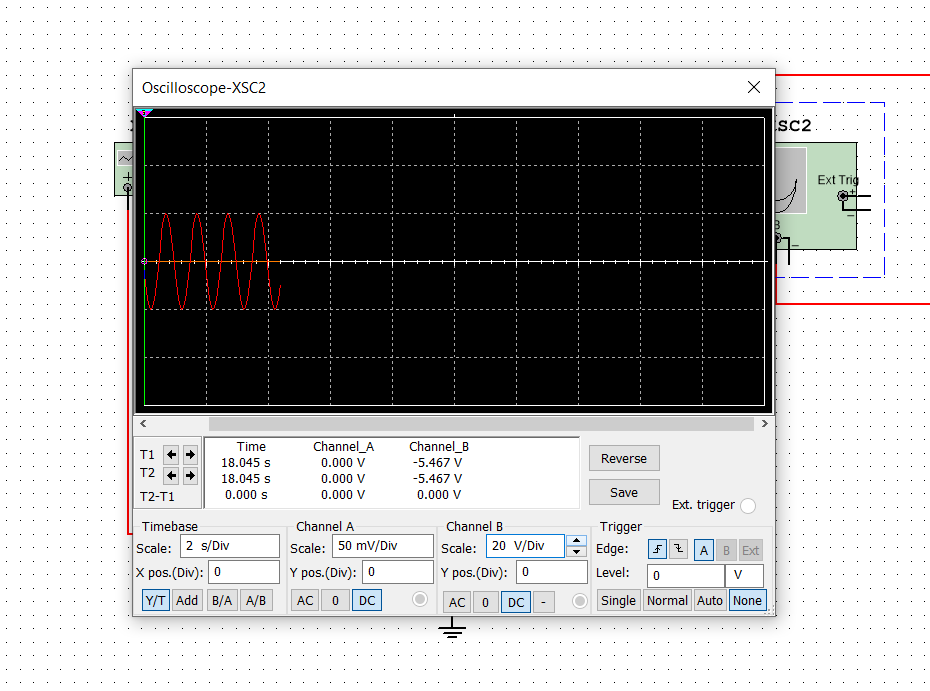 Oscilloscope-XSC2
XSC2
Ext Trig
+
−
B
−
+
T1
T2
T2-T1
Time Channel_A Channel_B
18.045 s 0.000 V -5.467 V
18.045 s 0.000 V -5.467 V
0.000 s 0.000 V 0.000 V
Reverse
Save
Ext. trigger
Timebase
Scale: 2 s/Div
X pos.(Div): 0
Y/T Add B/A A/B
Channel A
Scale: 50 mV/Div
Y pos.(Div): 0
AC 0 DC
Channel B
Scale: 20 V/Div
Y pos.(Div): 0
AC 0 DC -
Trigger
Edge: A B Ext
Level: 0 V
Single Normal Auto None